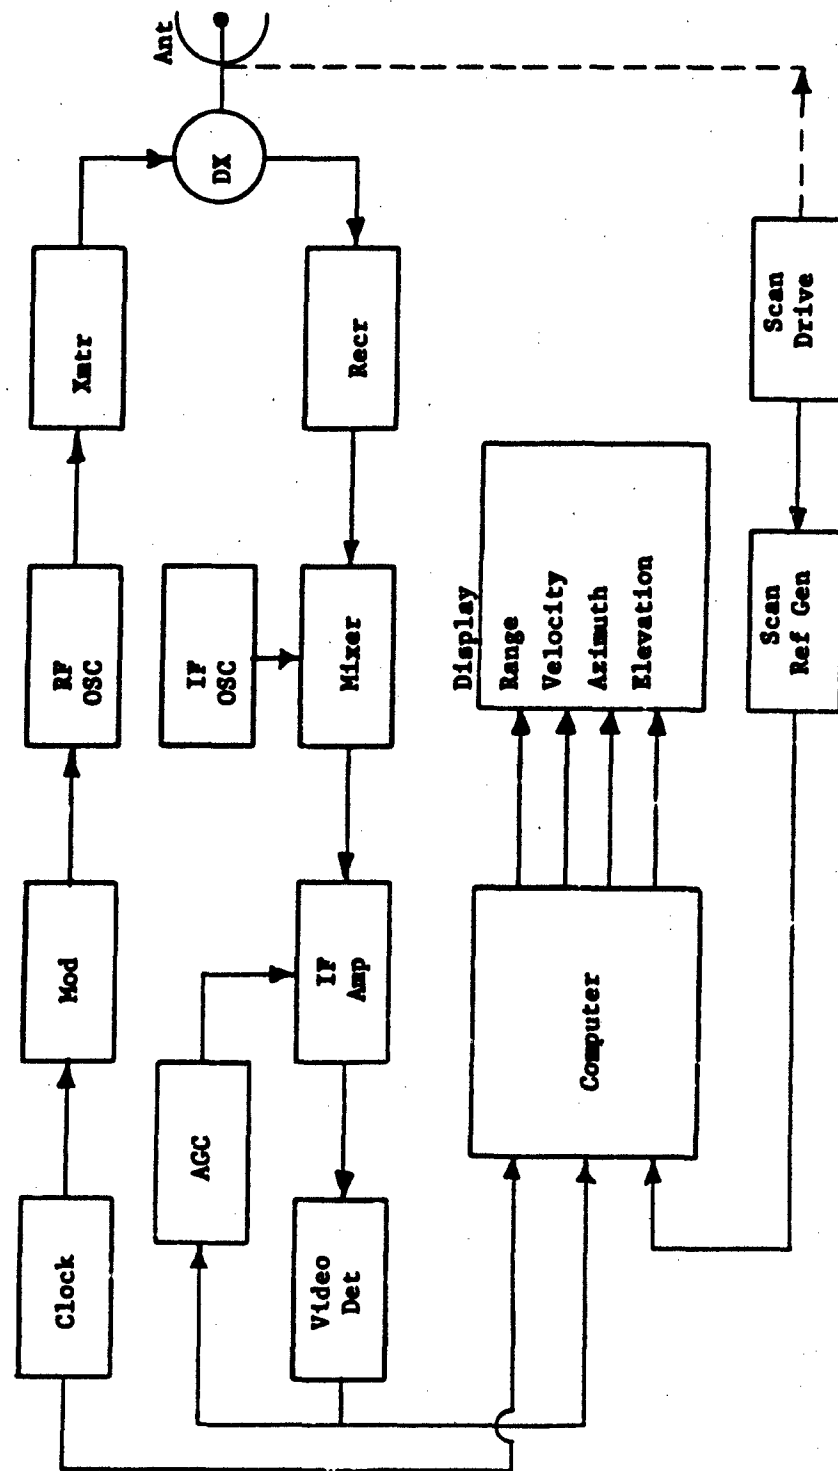 Clock
Mod
RF
OSC
Xmtr
Ant
DX
AGC
IF
OSC
Video
Det
IF
Amp
Mixer
Recr
Computer
Display
Range
Velocity
Azimuth
Elevation
Scan
Ref Gen
Scan
Drive